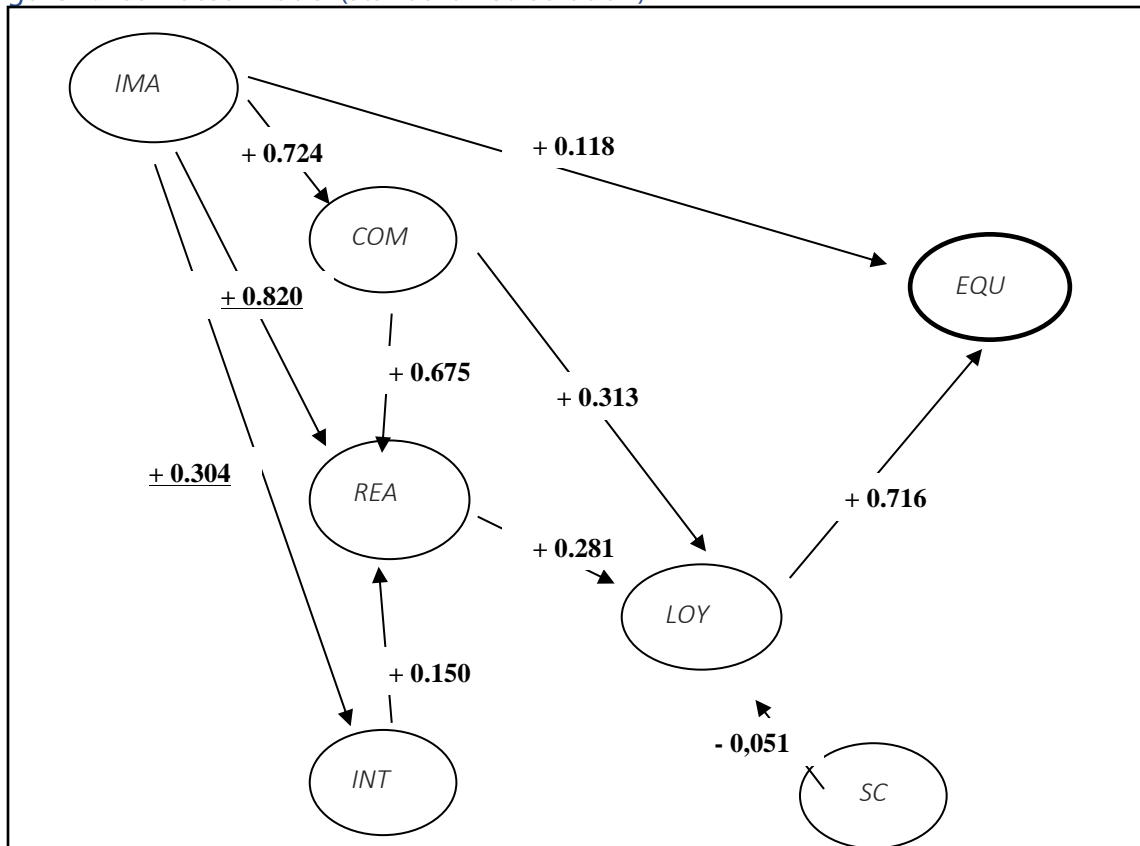 IMA
+ 0.118
+ 0.724
COM
EQU
+ 0.820
+ 0.675
+ 0.313
+ 0.304
REA
+ 0.716
+ 0.281
LOY
+ 0.150
- 0,051
INT
SC